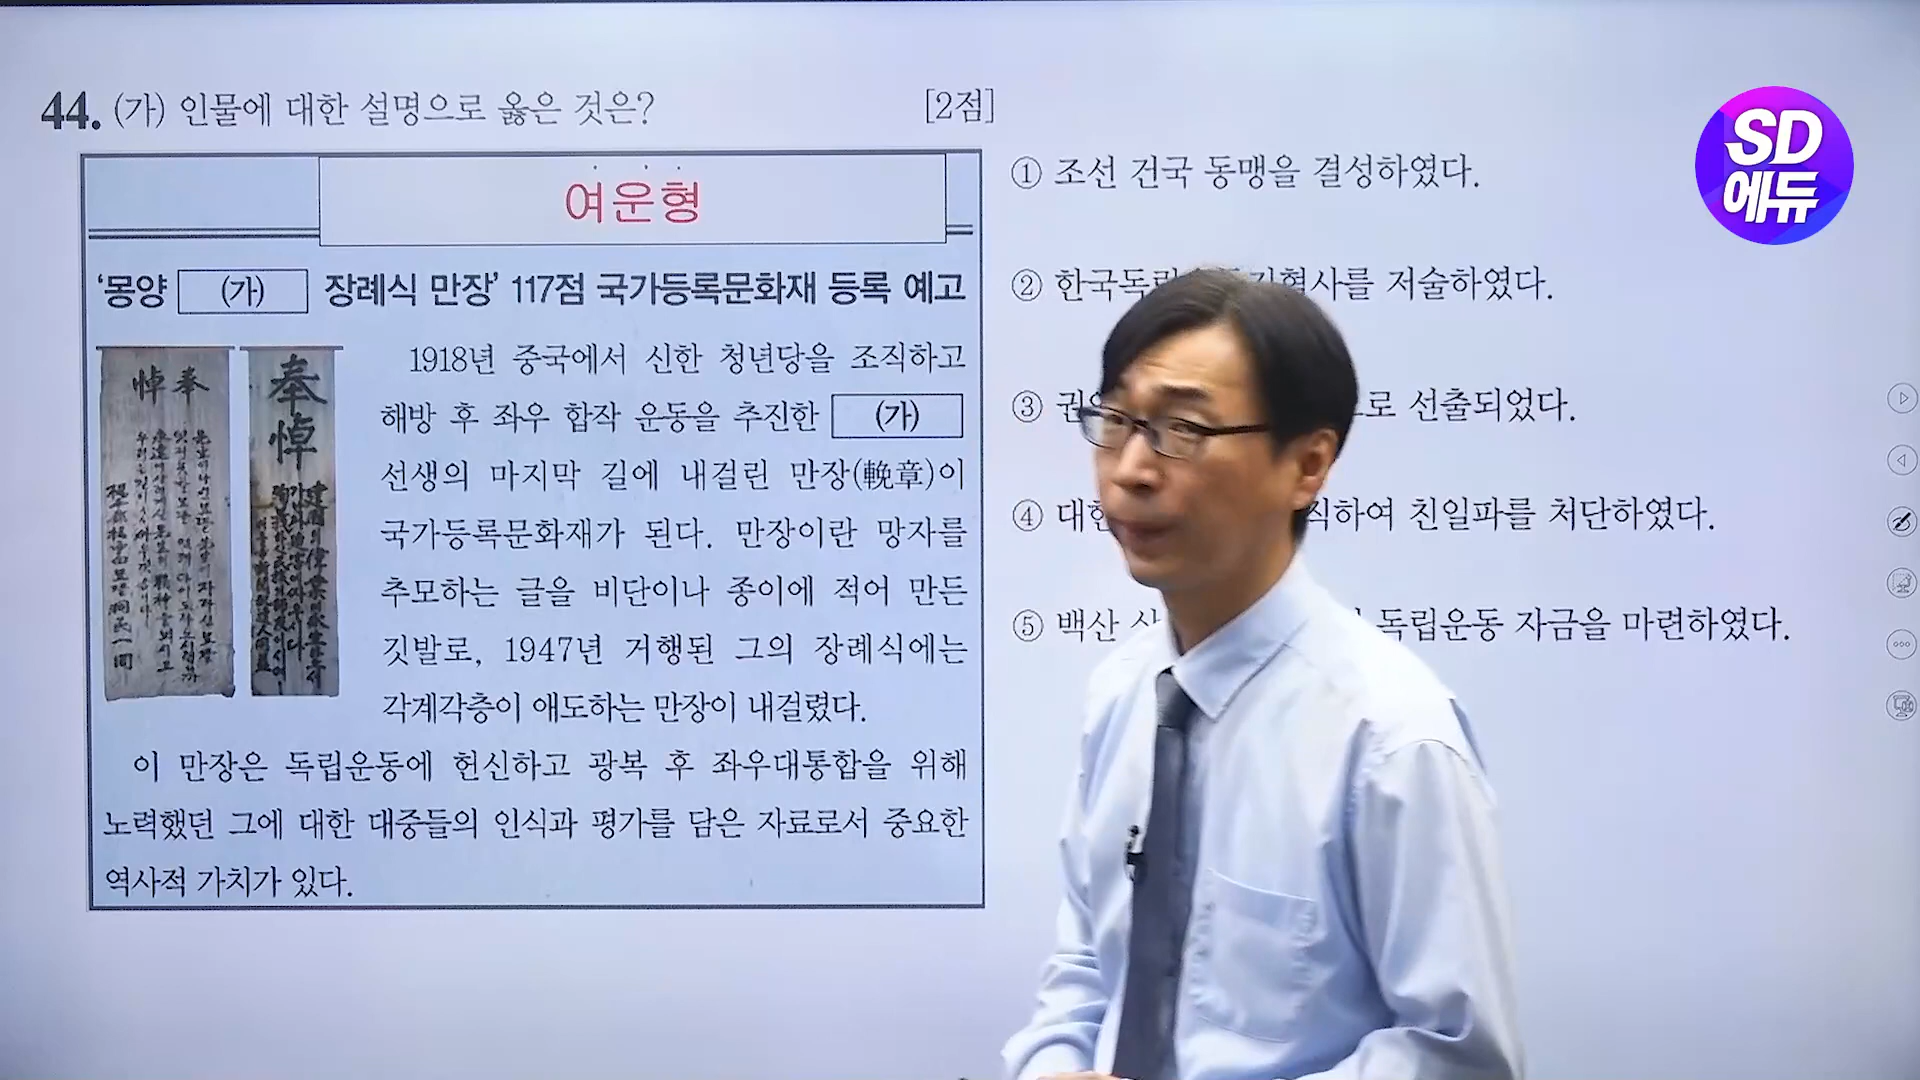 44. (가) 인물에 대한 설명으로 옳은 것은? [2점]
여운형
‘몽양 (가) 장례식 만장’ 117점 국가등록문화재 등록 예고
1918년 중국에서 신한 청년당을 조직하고
해방 후 좌우 합작 운동을 추진한 (가)
선생의 마지막 길에 내걸린 만장(輓章)이
국가등록문화재가 된다. 만장이란 망자를
추모하는 글을 비단이나 종이에 적어 만든
깃발로, 1947년 거행된 그의 장례식에는
각계각층이 애도하는 만장이 내걸렸다.
이 만장은 독립운동에 헌신하고 광복 후 좌우대통합을 위해
노력했던 그에 대한 대중들의 인식과 평가를 담은 자료로서 중요한
역사적 가치가 있다.
奉悼
奉悼
① 조선 건국 동맹을 결성하였다.
② 저술하였다.
③ 선출되었다.
④ 친일파를 처단하였다.
⑤ 백산 독립운동 자금을 마련하였다.
SD
에듀